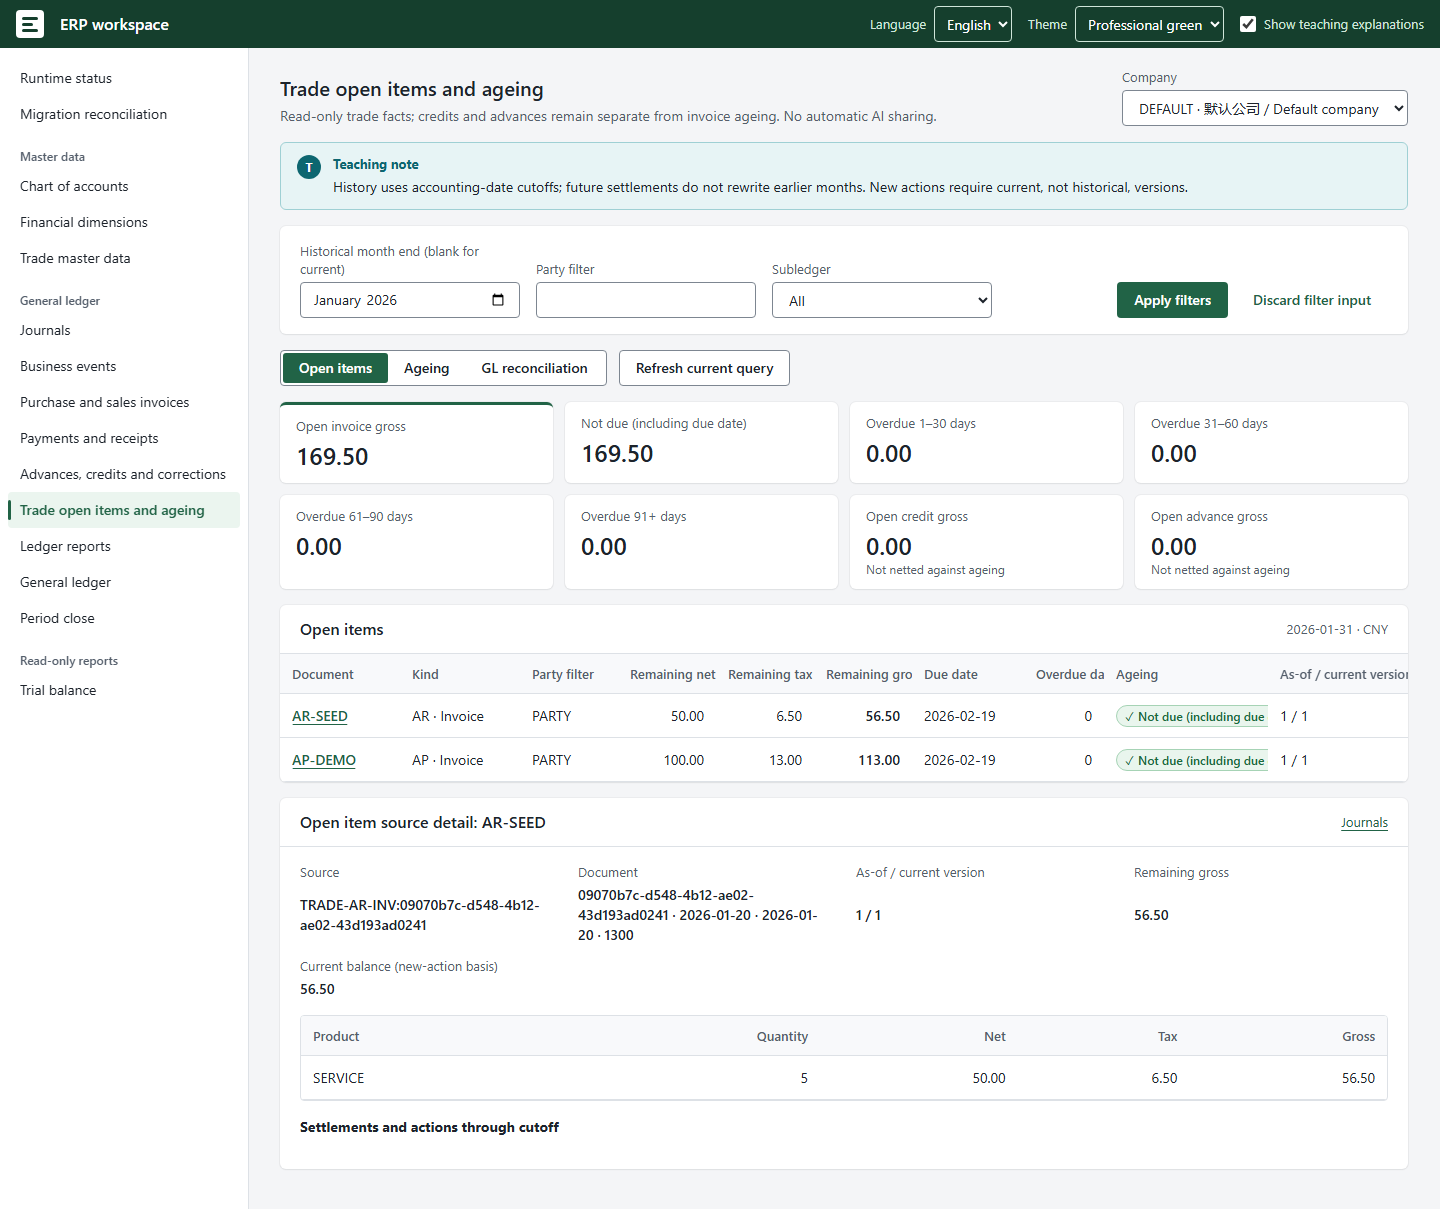 ERP workspace
Language English Theme Professional green Show teaching explanations
Runtime status
Migration reconciliation
Master data
Chart of accounts
Financial dimensions
Trade master data
General ledger
Journals
Business events
Purchase and sales invoices
Payments and receipts
Advances, credits and corrections
Trade open items and ageing
Ledger reports
General ledger
Period close
Read-only reports
Trial balance
Trade open items and ageing
Read-only trade facts; credits and advances remain separate from invoice ageing. No automatic AI sharing.
Company
DEFAULT · 默认公司 / Default company
T
Teaching note
History uses accounting-date cutoffs; future settlements do not rewrite earlier months. New actions require current, not historical, versions.
Historical month end (blank for
current)
January 2026
Party filter
Subledger
All
Apply filters
Discard filter input
Open items Ageing GL reconciliation Refresh current query
Open invoice gross
169.50
Not due (including due date)
169.50
Overdue 1–30 days
0.00
Overdue 31–60 days
0.00
Overdue 61–90 days
0.00
Overdue 91+ days
0.00
Open credit gross
0.00
Not netted against ageing
Open advance gross
0.00
Not netted against ageing
Open items 2026-01-31 · CNY
Document Kind Party filter Remaining net Remaining tax Remaining gro Due date Overdue da Ageing As-of / current version
AR-SEED AR · Invoice PARTY 50.00 6.50 56.50 2026-02-19 0 ✓ Not due (including due 1 / 1
AP-DEMO AP · Invoice PARTY 100.00 13.00 113.00 2026-02-19 0 ✓ Not due (including due 1 / 1
Open item source detail: AR-SEED Journals
Source
TRADE-AR-INV:09070b7c-d548-4b12-
ae02-43d193ad0241
Document
09070b7c-d548-4b12-ae02-
43d193ad0241 · 2026-01-20 · 2026-01-
20 · 1300
As-of / current version
1 / 1
Remaining gross
56.50
Current balance (new-action basis)
56.50
Product Quantity Net Tax Gross
SERVICE 5 50.00 6.50 56.50
Settlements and actions through cutoff